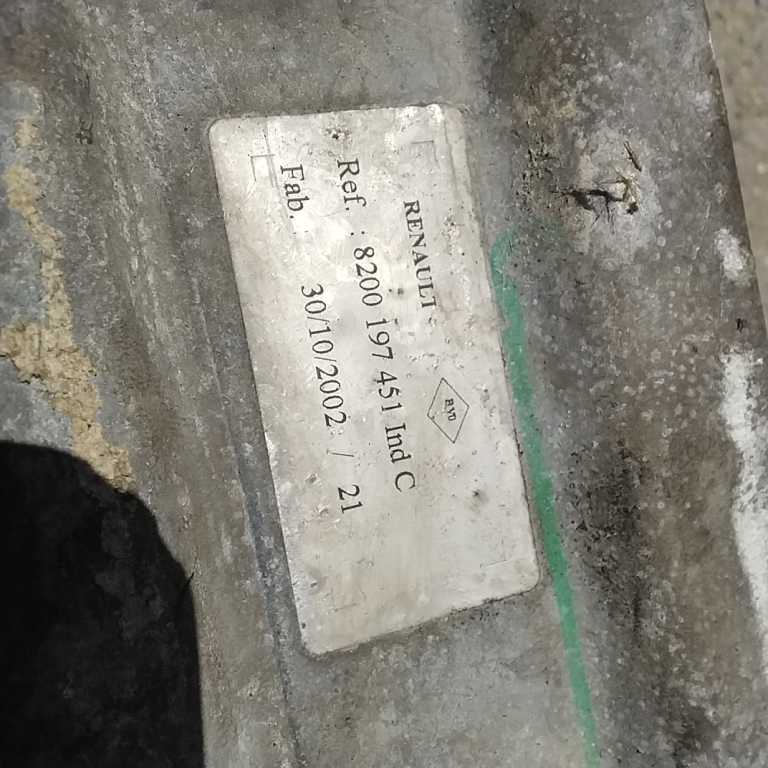 RENAULT
Ref. : 8200 197 451 Ind C
Fab. 30/10/2002 / 21